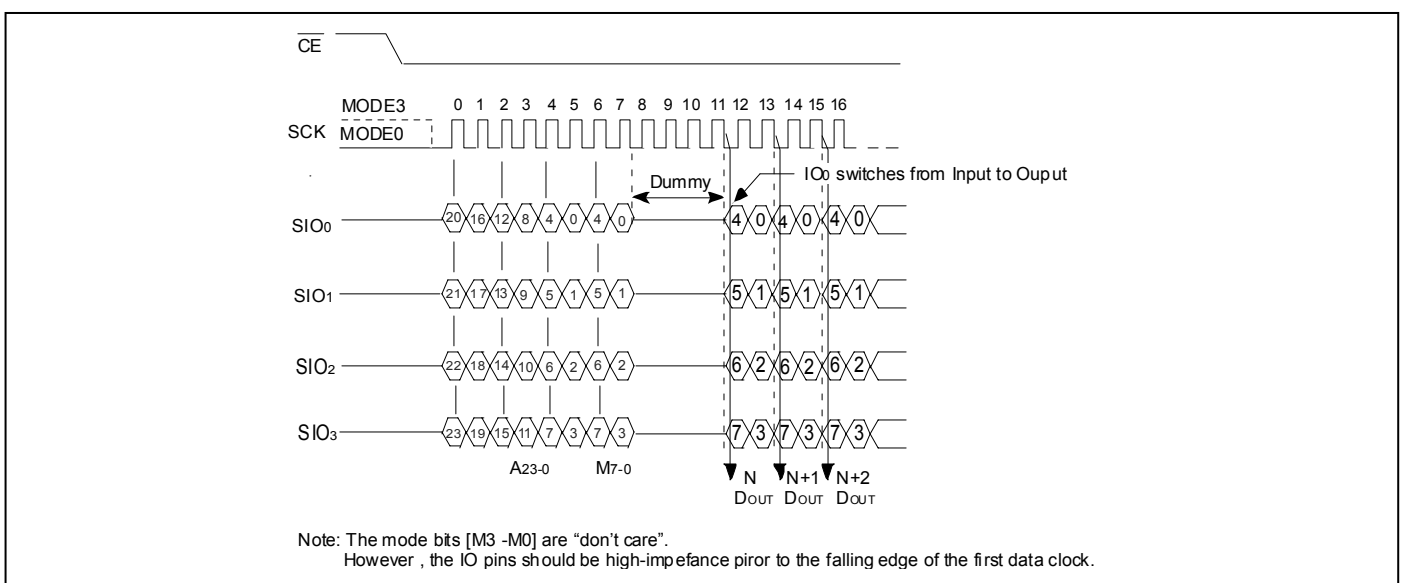 CE
MODE3 0 1 2 3 4 5 6 7 8 9 10 11 12 13 14 15 16
SCK MODE0
Dummy
IO0 switches from Input to Ouput
SIO0 20 16 12 8 4 0 4 0 4 0 4 0 4 0
SIO1 21 17 13 9 5 1 5 1 5 1 5 1 5 1
SIO2 22 18 14 10 6 2 6 2 6 2 6 2 6 2
SIO3 23 19 15 11 7 3 7 3 7 3 7 3 7 3
A23-0 M7-0
N N+1 N+2
DOUT DOUT DOUT
Note: The mode bits [M3 -M0] are “don’t care”.
However , the IO pins should be high-impefance piror to the falling edge of the first data clock.